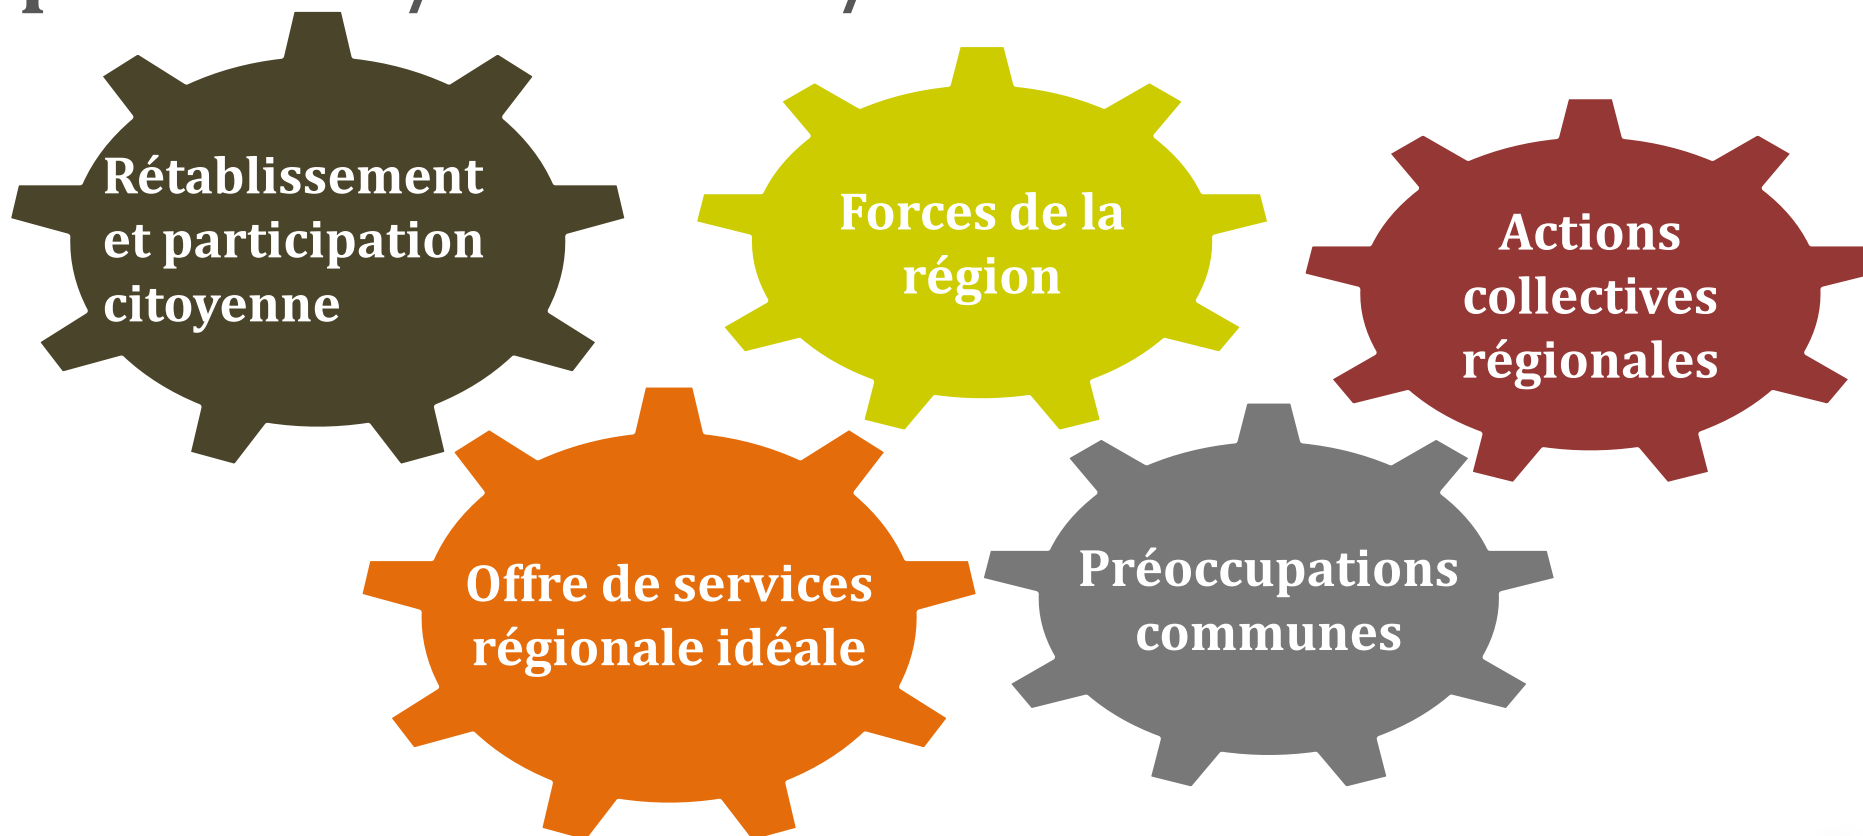 Rétablissement
et participation
citoyenne
Forces de la
région
Actions
collectives
régionales
Offre de services
régionale idéale
Préoccupations
communes